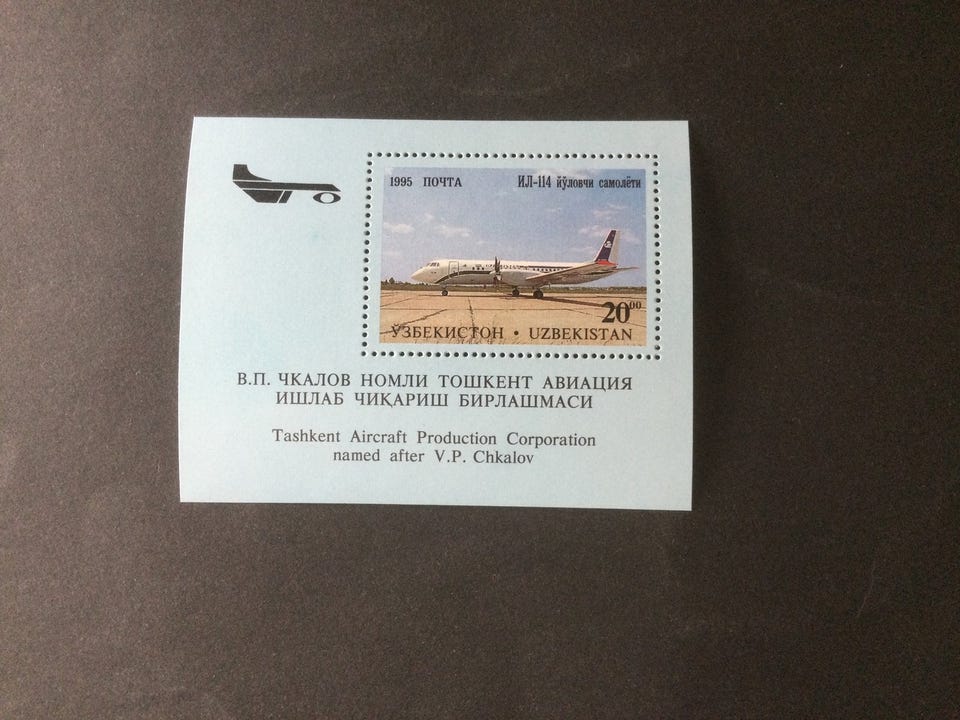 1995 ПОЧТА ИЛ-114 йўловчи самолёти
20⁰⁰
ЎЗБЕКИСТОН • UZBEKISTAN
В.П. ЧКАЛОВ НОМЛИ ТОШКЕНТ АВИАЦИЯ
ИШЛАБ ЧИҚАРИШ БИРЛАШМАСИ
Tashkent Aircraft Production Corporation
named after V.P. Chkalov